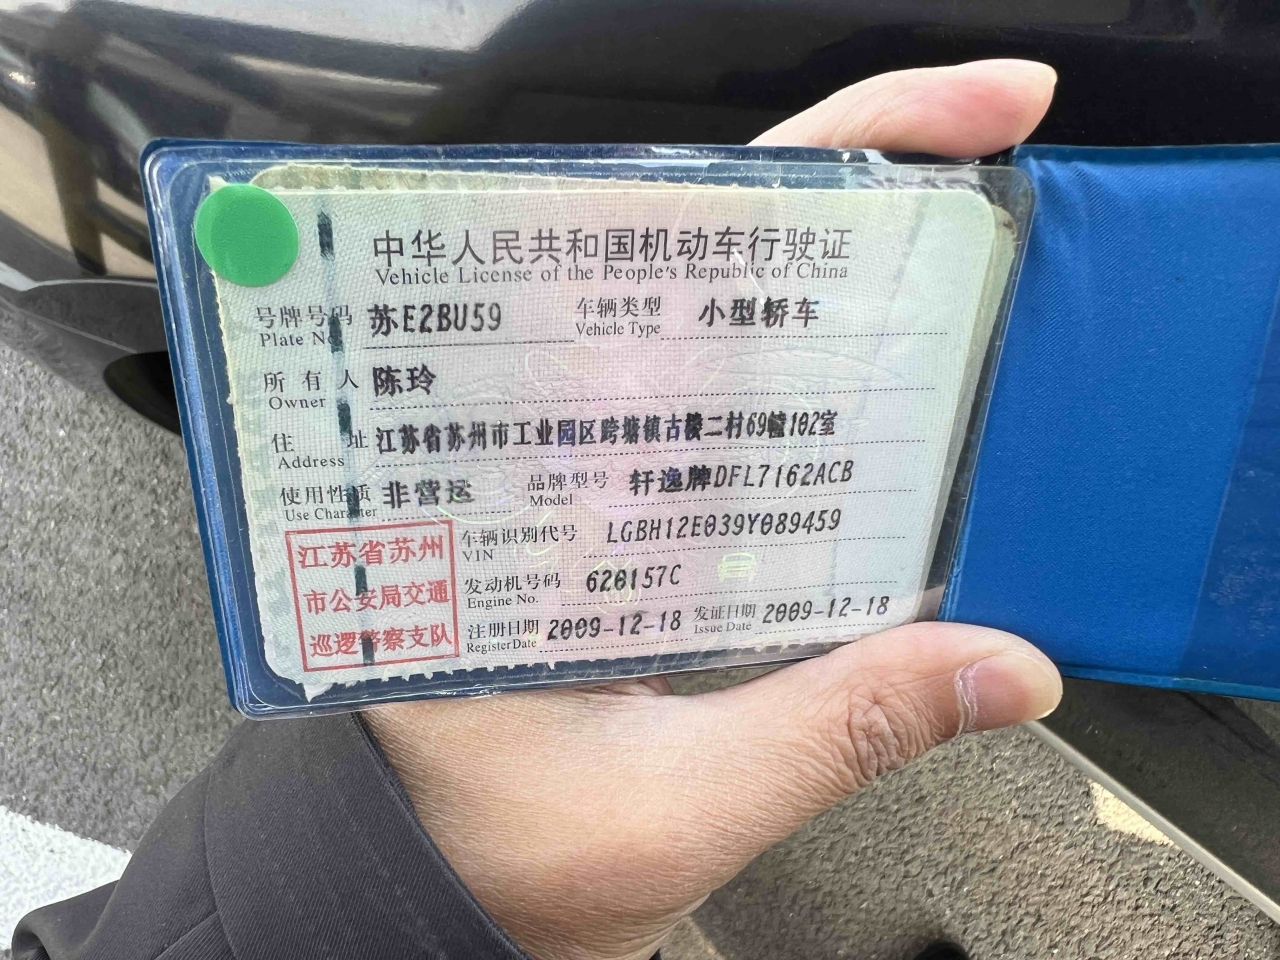 中华人民共和国机动车行驶证
Vehicle License of the People's Republic of China
号牌号码 苏E2BU59 车辆类型 小型轿车
Plate No. Vehicle Type
所有人 陈玲
Owner
住址 江苏省苏州市工业园区跨塘镇古楼二村69幢102室
Address
使用性质 非营运 品牌型号 轩逸牌DFL7162ACB
Use Character Model
车辆识别代号 LGBH12E039Y089459
VIN
发动机号码 620157C
Engine No.
注册日期 2009-12-18 发证日期 2009-12-18
Register Date Issue Date
江苏省苏州
市公安局交通
巡逻警察支队